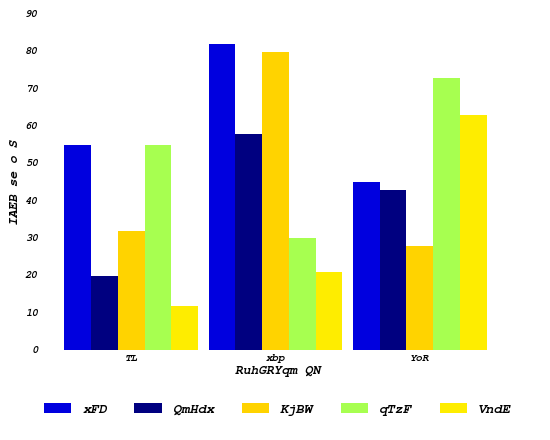 90
80
70
60
50
40
30
20
10
0
IAEB se o S
TL xbp YoR
RuhGRYqm QN
xFD QmHdx KjBW qTzF VndE